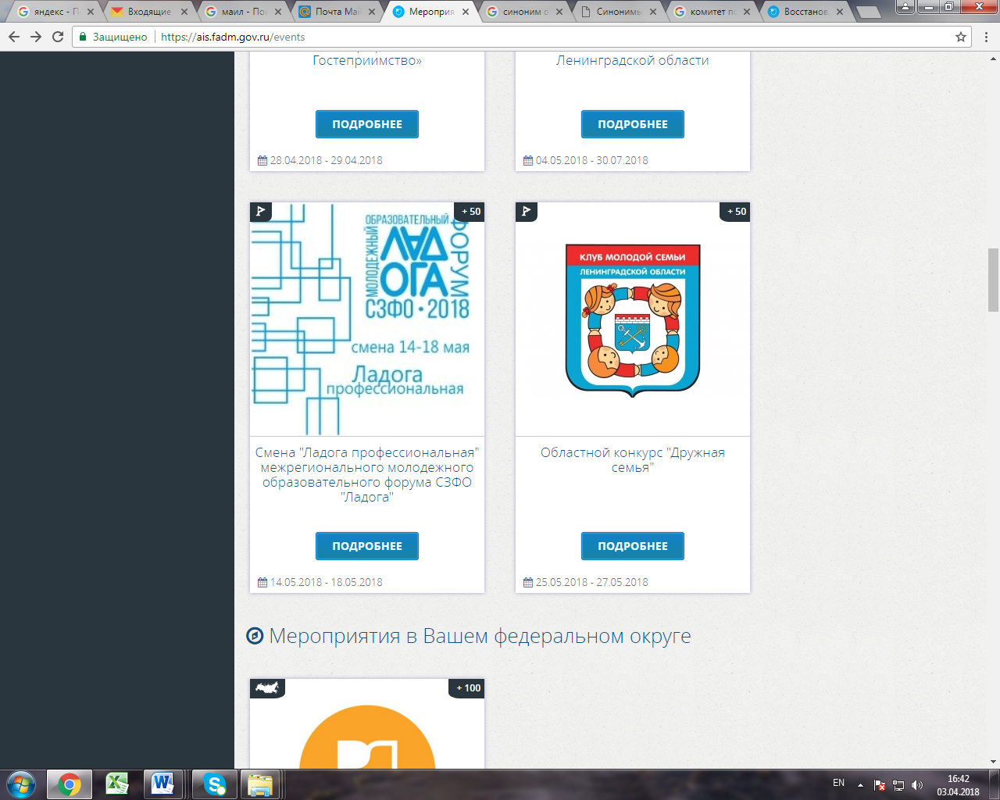 яндекс - П
Входящие
маил - Пои
Почта Mai
Мероприя
синоним о
Синонимы
комитет по
Восстанов
Защищено
https://ais.fadm.gov.ru/events
Гостеприимство»
Ленинградской области
ПОДРОБНЕЕ
ПОДРОБНЕЕ
28.04.2018 - 29.04.2018
04.05.2018 - 30.07.2018
+ 50
+ 50
МОЛОДЕЖНЫЙ
ОБРАЗОВАТЕЛЬНЫЙ
ФОРУМ
ЛАД
ОГА
СЗФО • 2018
смена 14-18 мая
Ладога
профессиональная
КЛУБ МОЛОДОЙ СЕМЬИ
ЛЕНИНГРАДСКОЙ ОБЛАСТИ
Смена "Ладога профессиональная"
межрегионального молодежного
образовательного форума СЗФО
"Ладога"
Областной конкурс "Дружная
семья"
ПОДРОБНЕЕ
ПОДРОБНЕЕ
14.05.2018 - 18.05.2018
25.05.2018 - 27.05.2018
Мероприятия в Вашем федеральном округе
+ 100
EN
16:42
03.04.2018